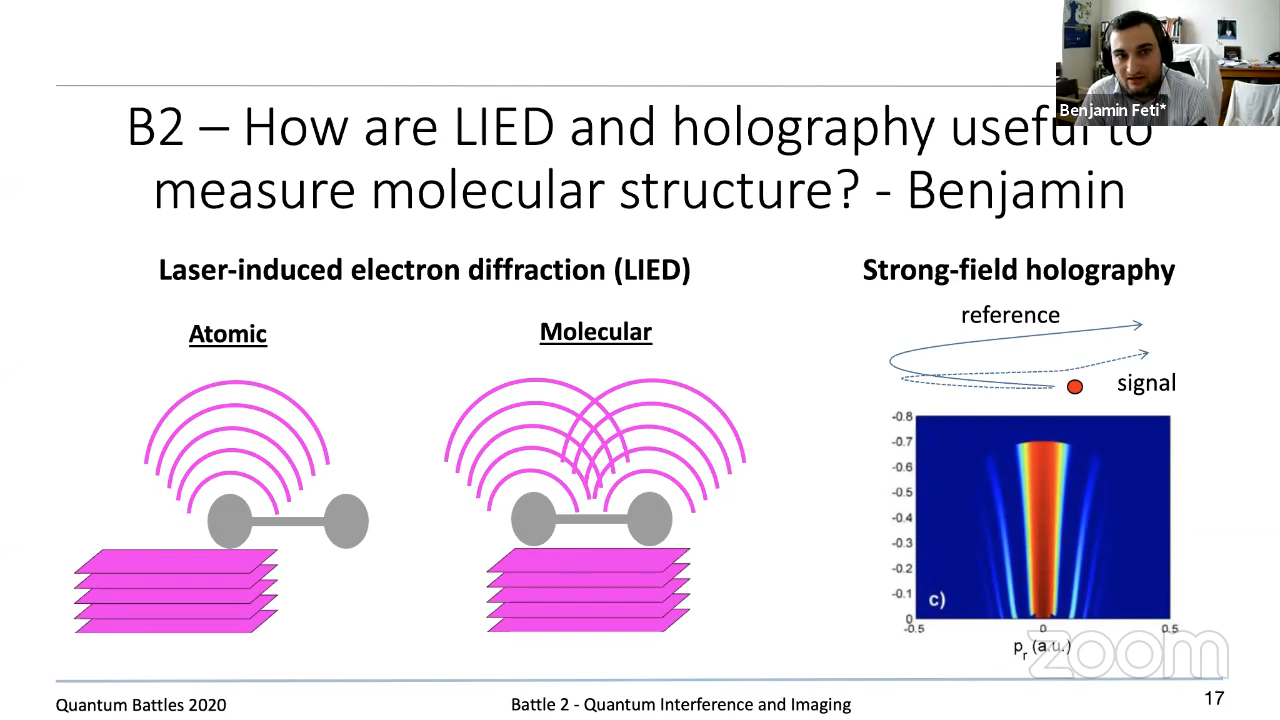 Benjamin Feti*
B2 – How are LIED and holography useful to
measure molecular structure? - Benjamin
Laser-induced electron diffraction (LIED)
Strong-field holography
Atomic
Molecular
reference
signal
-0.8
-0.7
-0.6
-0.5
-0.4
-0.3
-0.2
-0.1
0
c)
-0.5
0
0.5
pr (a.u.)
zoom
Quantum Battles 2020
Battle 2 - Quantum Interference and Imaging
17